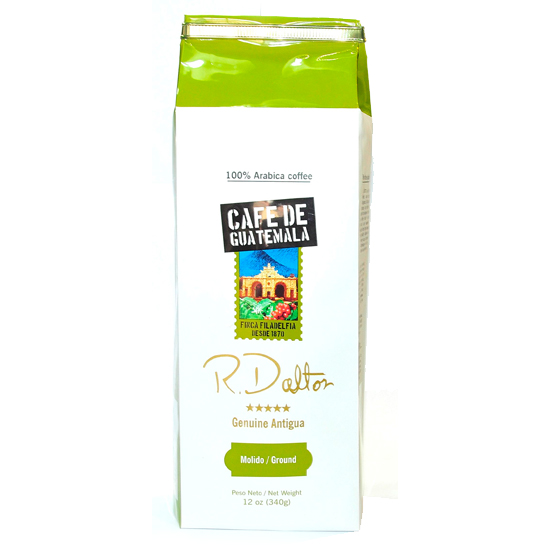 100% Arabica coffee
CAFE DE
GUATEMALA
FINCA FILADELFIA
DESDE 1870
R. Dalton
Genuine Antigua
Molido / Ground
Peso Neto / Net Weight
12 oz (340g)